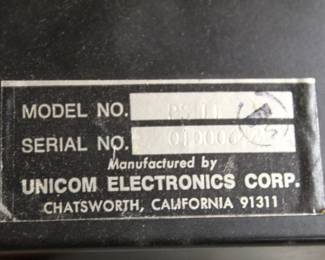 MODEL NO.
SERIAL NO.
Manufactured by
UNICOM ELECTRONICS CORP.
CHATSWORTH, CALIFORNIA 91311